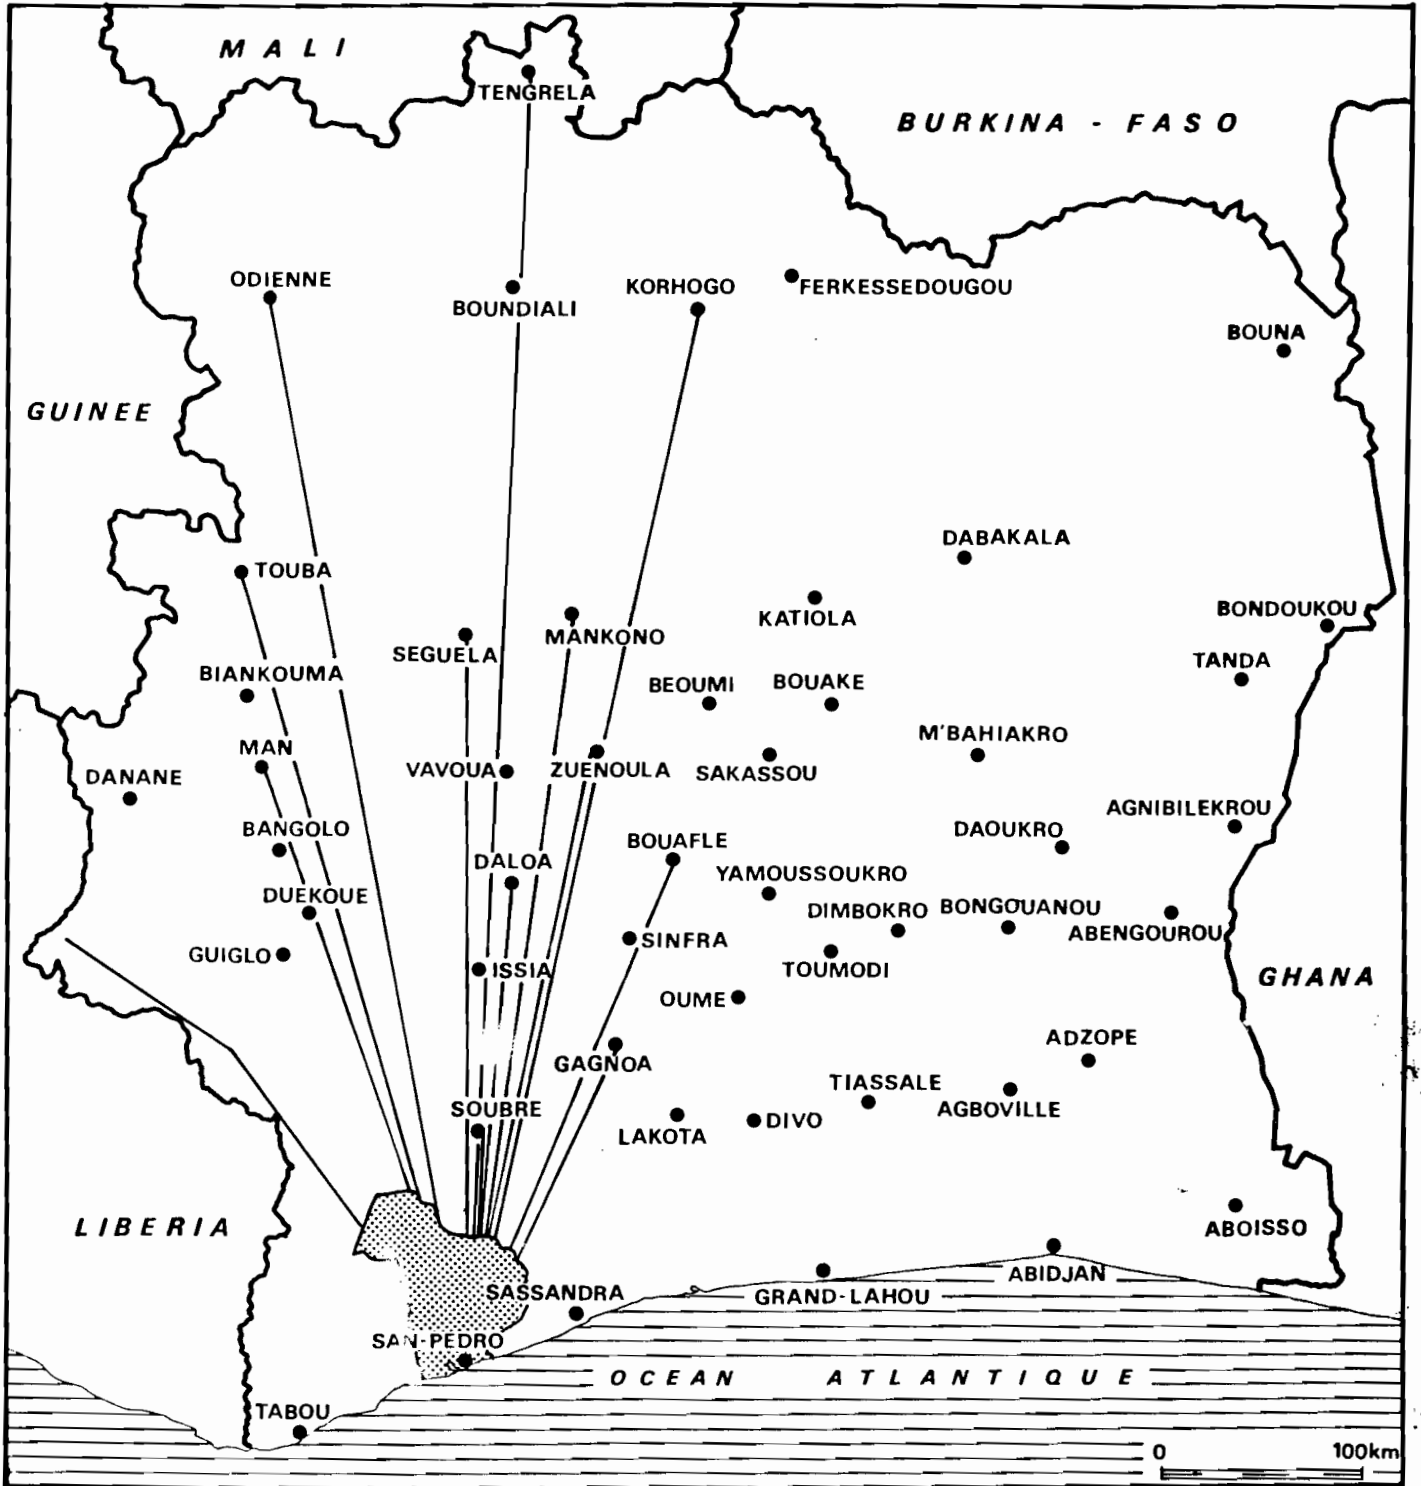 MALI
TENGRELA
BURKINA - FASO
ODIENNE
BOUNDIALI
KORHOGO
FERKESSEDOUGOU
BOUNA
GUINEE
DABAKALA
TOUBA
KATIOLA
BONDOUKOU
MANKONO
SEGUELA
TANDA
BIANKOUMA
BEOUMI
BOUAKE
M'BAHIAKRO
MAN
DANANE
VAVOUA
ZUENOULA
SAKASSOU
AGNIBILEKROU
BANGOLO
DAOUKRO
BOUAFLE
DALOA
YAMOUSSOUKRO
DUEKOUE
DIMBOKRO
BONGOUANOU
ABENGOUROU
SINFRA
GUIGLO
ISSIA
TOUMODI
GHANA
OUME
ADZOPE
GAGNOA
TIASSALE
SOUBRE
AGBOVILLE
LAKOTA
DIVO
LIBERIA
ABOISSO
ABIDJAN
SASSANDRA
GRAND-LAHOU
SAN-PEDRO
OCEAN ATLANTIQUE
TABOU
0 100km